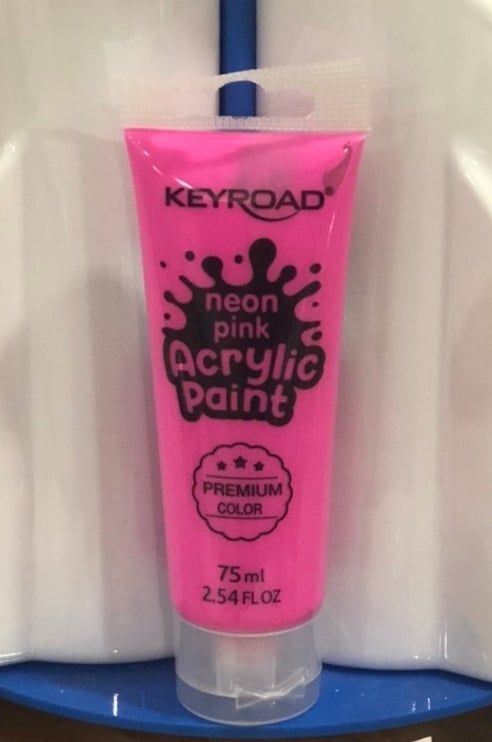 KEYROAD®
neon
pink
Acrylic
Paint
PREMIUM
COLOR
75 ml
2.54 FL OZ